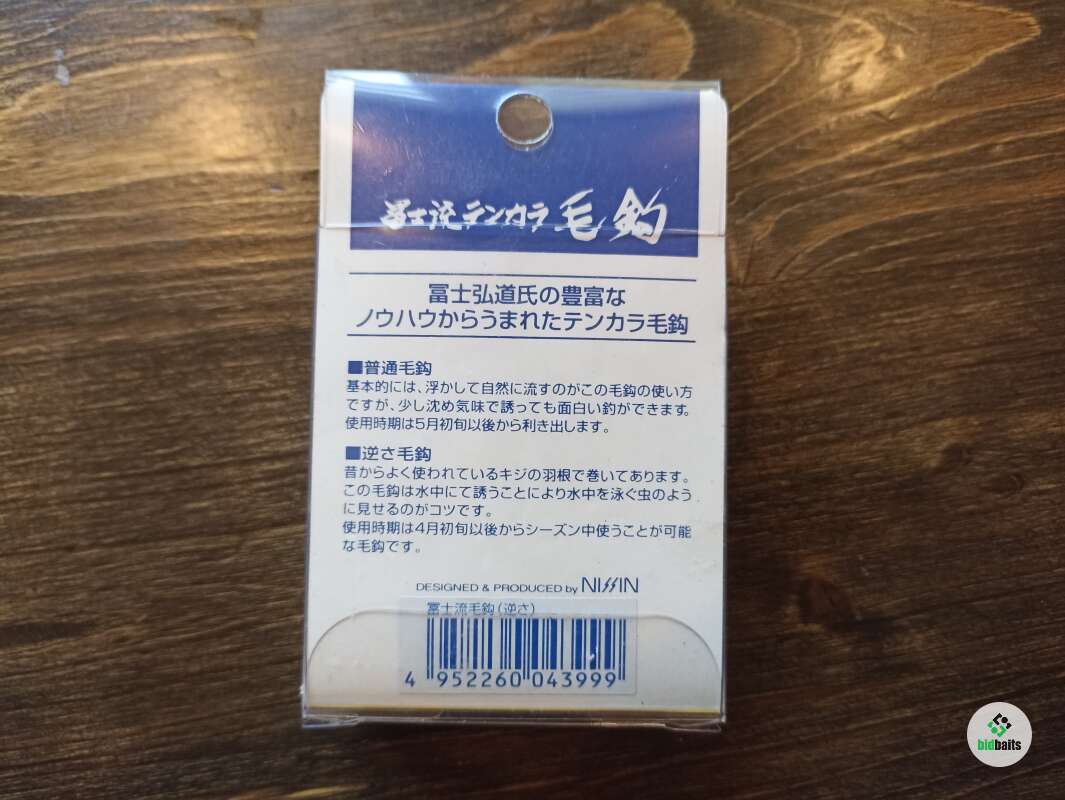 冨士流テンカラ毛鈎
冨士弘道氏の豊富な
ノウハウからうまれたテンカラ毛鈎
■普通毛鈎
基本的には、浮かして自然に流すのがこの毛鈎の使い方
ですが、少し沈め気味で誘っても面白い釣ができます。
使用時期は5月初旬以後から利き出します。
■逆さ毛鈎
昔からよく使われているキジの羽根で巻いてあります。
この毛鈎は水中にて誘うことにより水中を泳ぐ虫のよう
に見せるのがコツです。
使用時期は4月初旬以後からシーズン中使うことが可能
な毛鈎です。
DESIGNED & PRODUCED by NISSIN
冨士流毛鈎(逆さ)
4 952260 043999
bidbaits